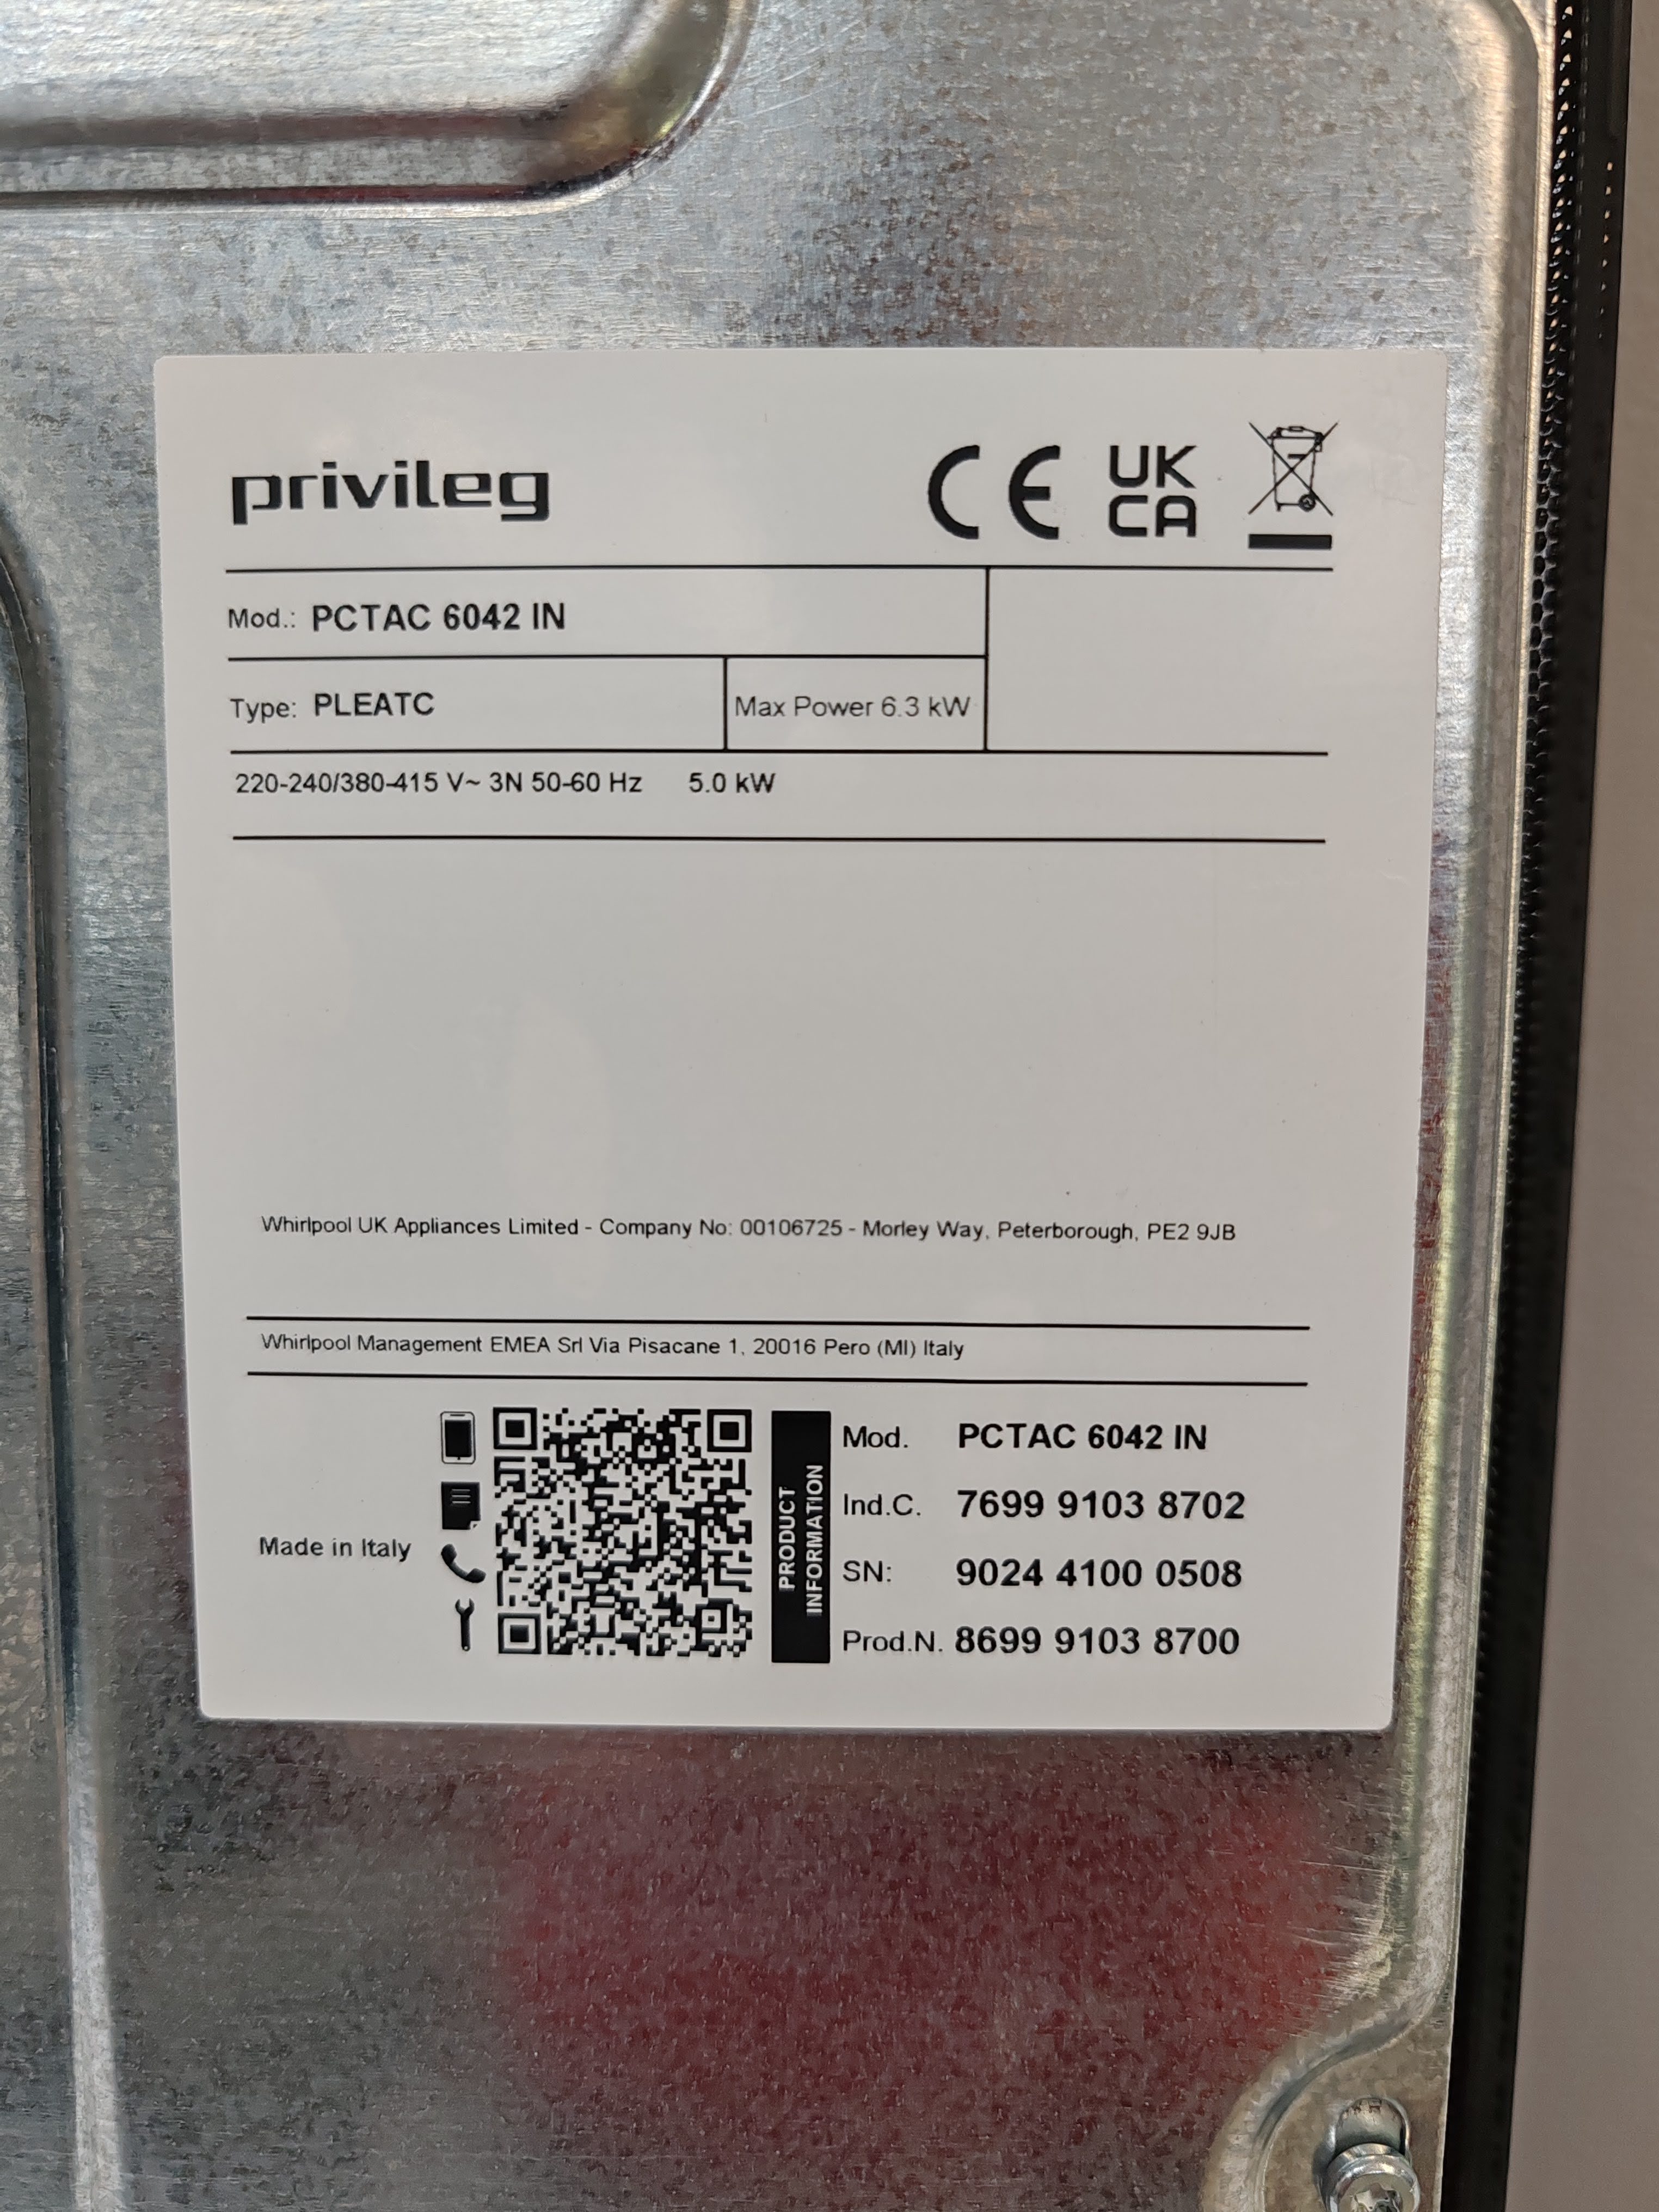 privileg
CE UK CA
Mod.: PCTAC 6042 IN
Type: PLEATC Max Power 6.3 kW
220-240/380-415 V~ 3N 50-60 Hz 5.0 kW
Whirlpool UK Appliances Limited - Company No: 00106725 - Morley Way, Peterborough, PE2 9JB
Whirlpool Management EMEA Srl Via Pisacane 1, 20016 Pero (MI) Italy
Made in Italy
PRODUCT
INFORMATION
Mod. PCTAC 6042 IN
Ind.C. 7699 9103 8702
SN: 9024 4100 0508
Prod.N. 8699 9103 8700